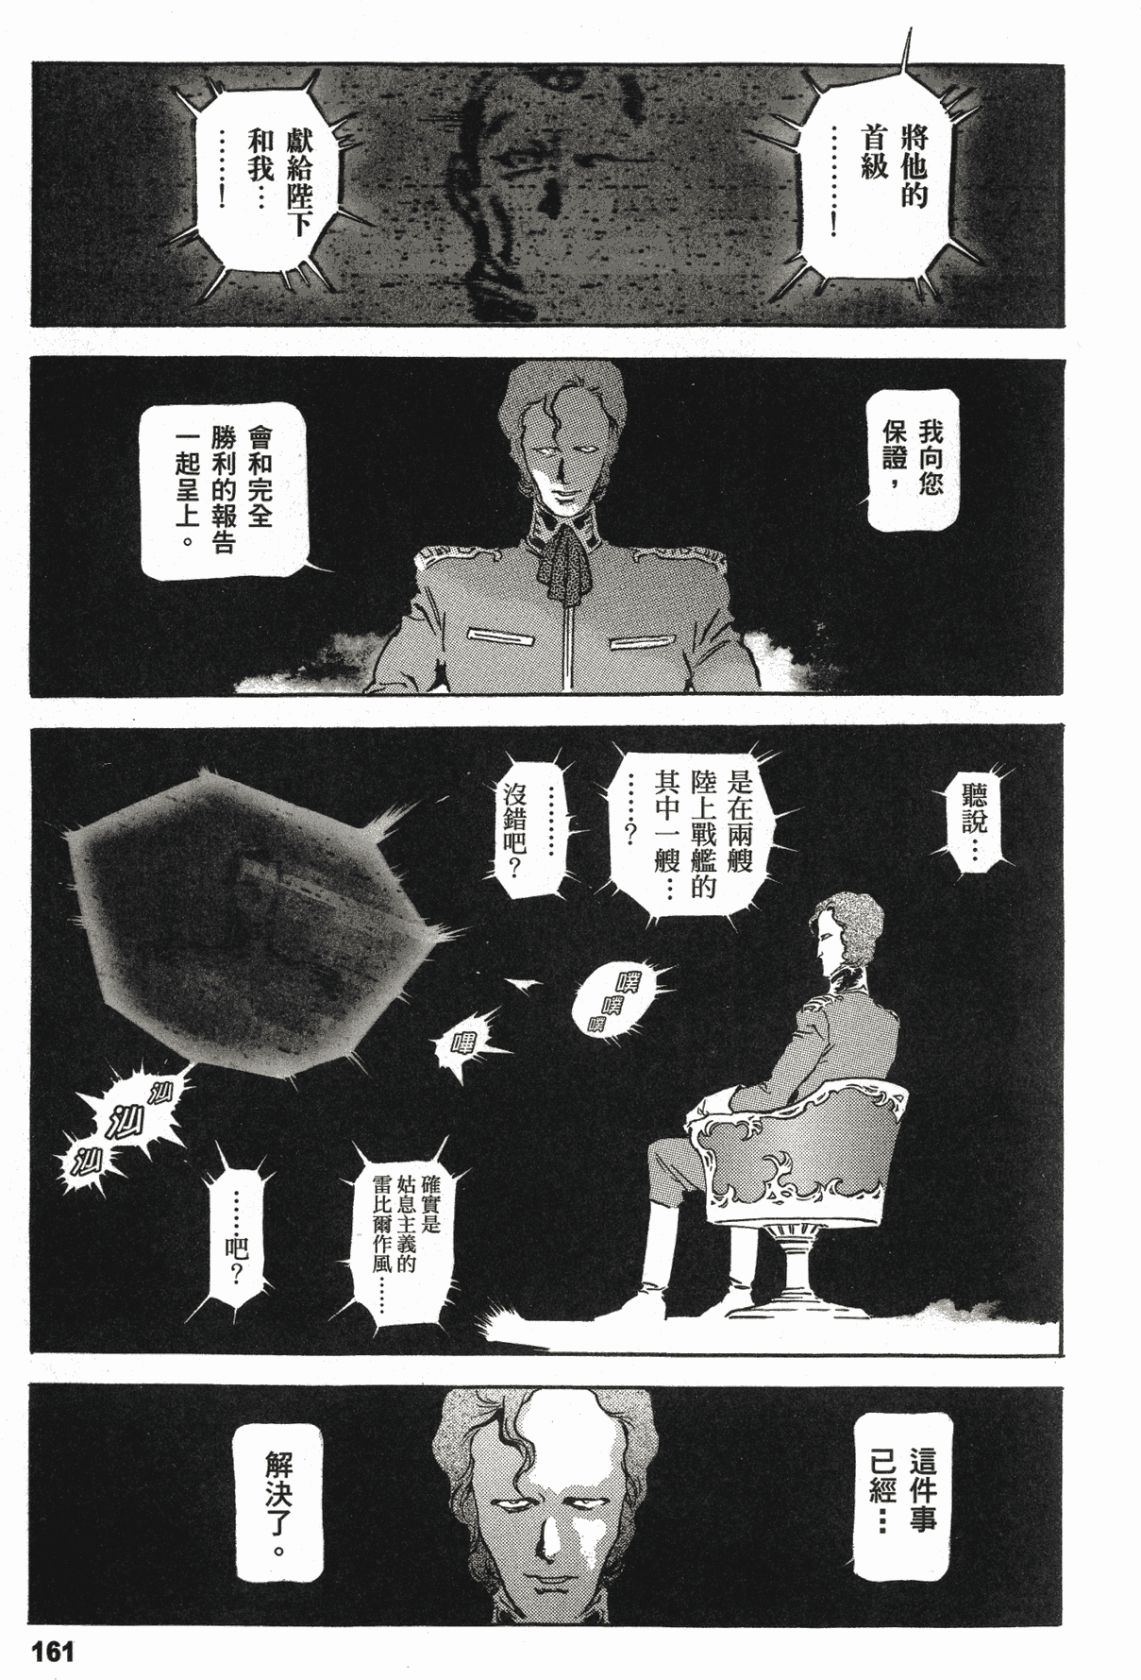 將他的
首級
………！
獻給陛下
和我…
……！
我向您
保證，
會和完全
勝利的報告
一起呈上。
聽說…
是在兩艘
陸上戰艦的
其中一艘…
……？
………
沒錯吧？
噗
噗
噗
嗶
汕
汕
汕
確實是
姑息主義的
雷比爾作風……
……吧？
這件事
已經…
解決了。
161